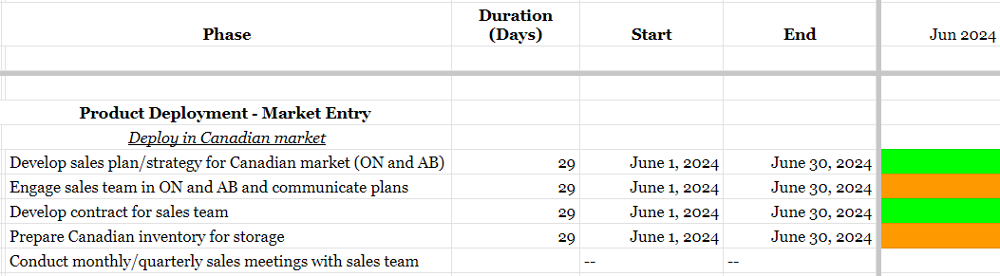 Phase Duration (Days) Start End Jun 2024
Product Deployment - Market Entry
Deploy in Canadian market
Develop sales plan/strategy for Canadian market (ON and AB) 29 June 1, 2024 June 30, 2024
Engage sales team in ON and AB and communicate plans 29 June 1, 2024 June 30, 2024
Develop contract for sales team 29 June 1, 2024 June 30, 2024
Prepare Canadian inventory for storage 29 June 1, 2024 June 30, 2024
Conduct monthly/quarterly sales meetings with sales team -- --